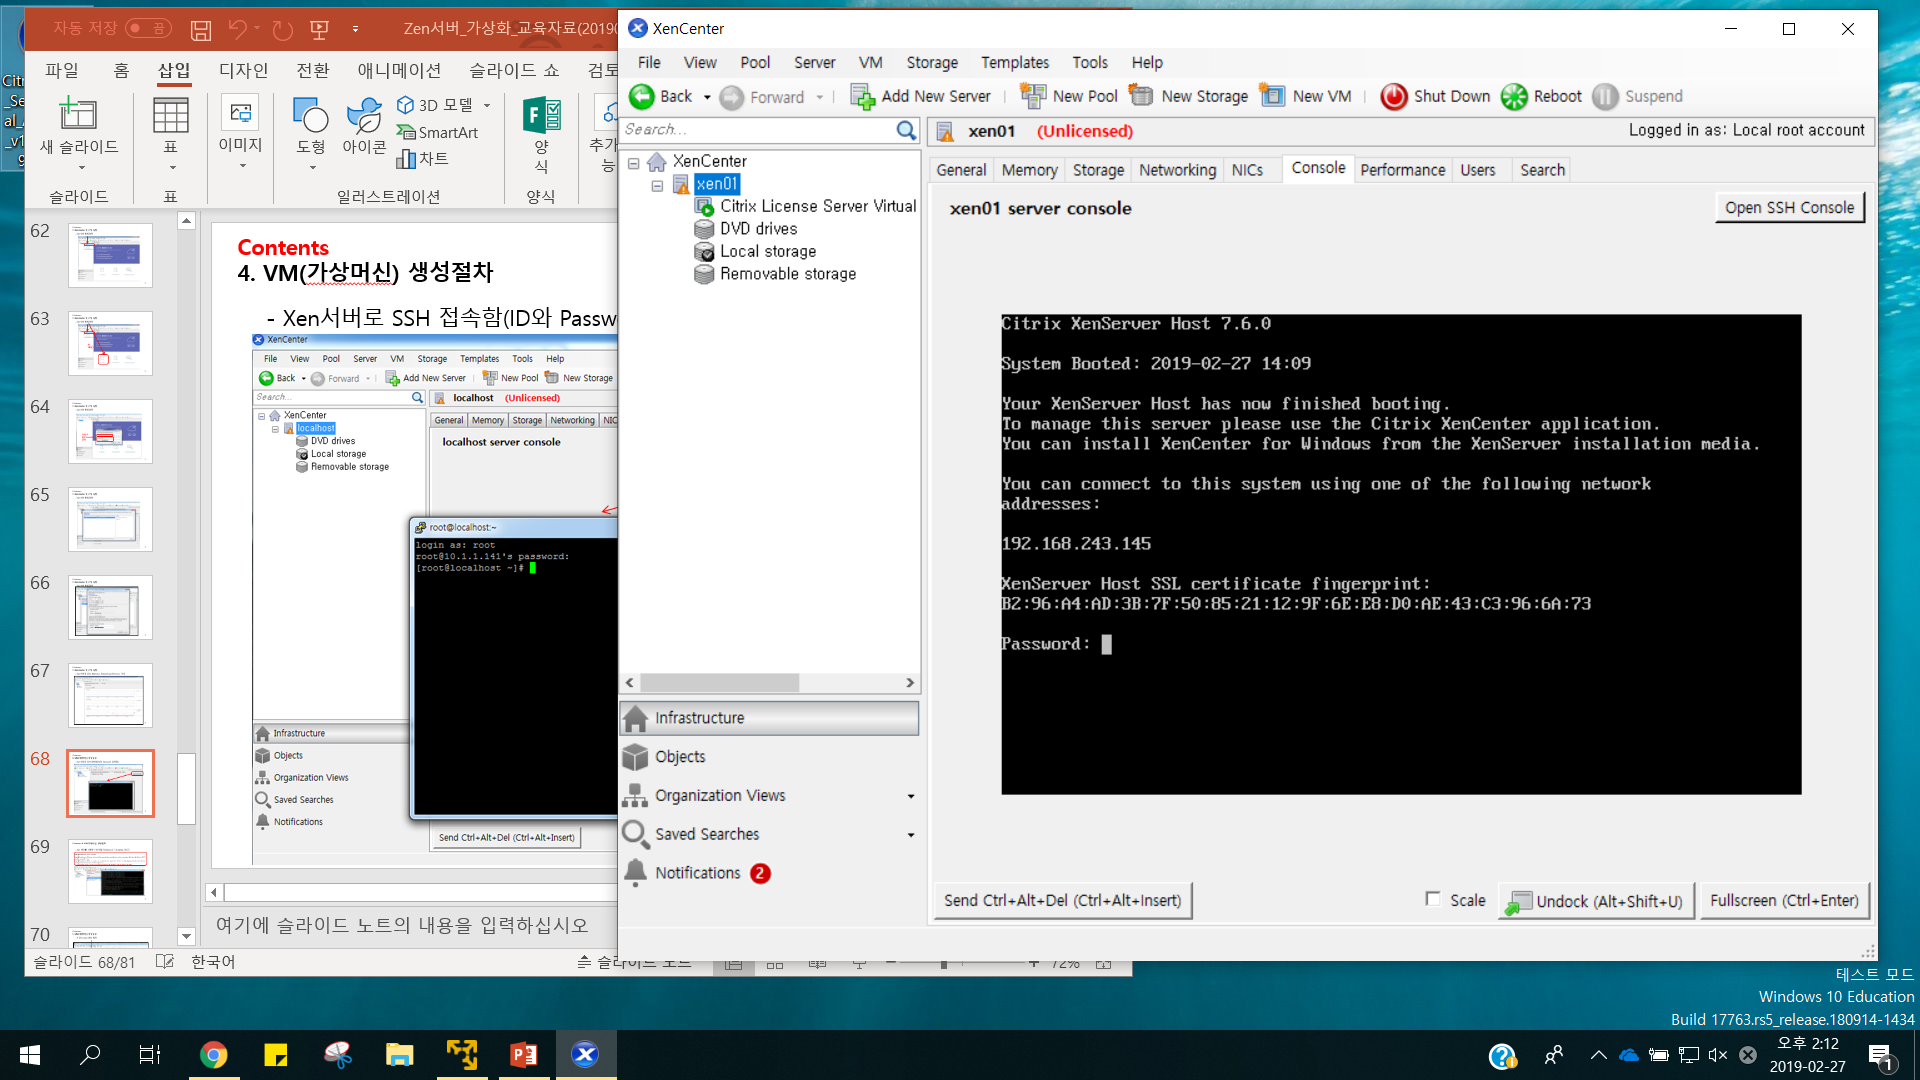 자동 저장
끔
Zen서버_가상화_교육자료(2019
파일
홈
삽입
디자인
전환
애니메이션
슬라이드 쇼
검토
새 슬라이드
표
이미지
도형
아이콘
3D 모델
SmartArt
차트
양
식
추가
능
슬라이드
표
일러스트레이션
양식
62
63
64
65
66
67
68
69
70
Contents
4. VM(가상머신) 생성절차
- Xen서버로 SSH 접속함(ID와 Passw
XenCenter
File View Pool Server VM Storage Templates Tools Help
Back Forward Add New Server New Pool New Storage
Search...
localhost (Unlicensed)
XenCenter
localhost
DVD drives
Local storage
Removable storage
General Memory Storage Networking NIC
localhost server console
root@localhost:~
login as: root
root@10.1.1.141's password:
[root@localhost ~]#
Infrastructure
Objects
Organization Views
Saved Searches
Notifications
Send Ctrl+Alt+Del (Ctrl+Alt+Insert)
여기에 슬라이드 노트의 내용을 입력하십시오
슬라이드 68/81
한국어
슬라이드 노트
72%
XenCenter
File View Pool Server VM Storage Templates Tools Help
Back Forward Add New Server New Pool New Storage New VM Shut Down Reboot Suspend
Search...
xen01 (Unlicensed)
Logged in as: Local root account
XenCenter
xen01
Citrix License Server Virtual
DVD drives
Local storage
Removable storage
General Memory Storage Networking NICs Console Performance Users Search
xen01 server console
Open SSH Console
Citrix XenServer Host 7.6.0
System Booted: 2019-02-27 14:09
Your XenServer Host has now finished booting.
To manage this server please use the Citrix XenCenter application.
You can install XenCenter for Windows from the XenServer installation media.
You can connect to this system using one of the following network
addresses:
192.168.243.145
XenServer Host SSL certificate fingerprint:
B2:96:A4:AD:3B:7F:50:85:21:12:9F:6E:E8:D0:AE:43:C3:96:6A:73
Password:
Infrastructure
Objects
Organization Views
Saved Searches
Notifications 2
Send Ctrl+Alt+Del (Ctrl+Alt+Insert)
Scale
Undock (Alt+Shift+U)
Fullscreen (Ctrl+Enter)
테스트 모드
Windows 10 Education
Build 17763.rs5_release.180914-1434
오후 2:12
2019-02-27
1